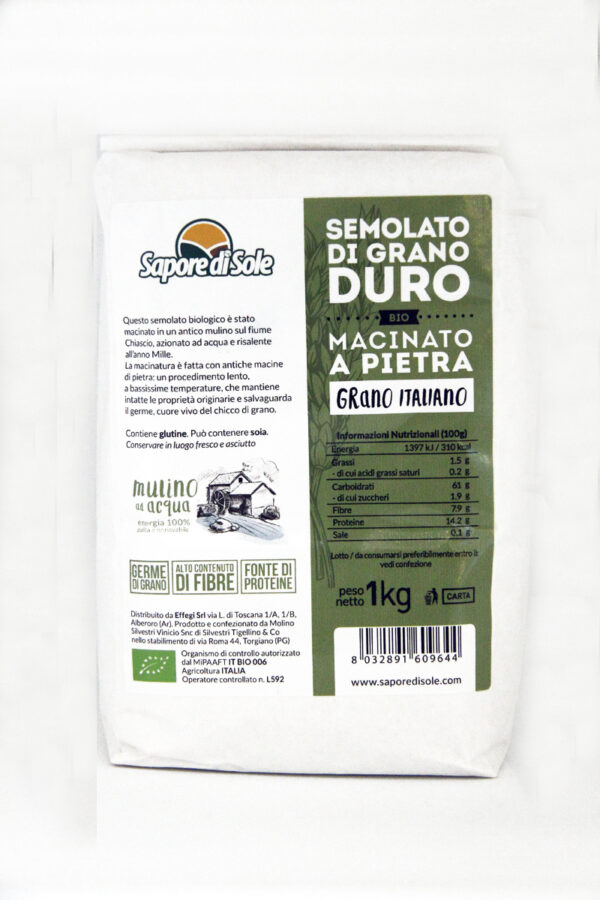 Sapore di Sole
Questo semolato biologico è stato
macinato in un antico mulino sul fiume
Chiascio, azionato ad acqua e risalente
all'anno Mille.
La macinatura è fatta con antiche macine
di pietra: un procedimento lento,
a bassissime temperature, che mantiene
intatte le proprietà originarie e salvaguarda
il germe, cuore vivo del chicco di grano.
Contiene glutine. Può contenere soia.
Conservare in luogo fresco e asciutto
mulino
ad acqua
energia 100%
pulita e rinnovabile
GERME
DI GRANO
ALTO CONTENUTO
DI FIBRE
FONTE DI
PROTEINE
Distribuito da Effegi Srl via L. di Toscana 1/A, 1/B,
Alberoro (Ar). Prodotto e confezionato da Molino
Silvestri Vinicio Snc di Silvestri Tigellino & Co
nello stabilimento di via Roma 44, Torgiano (PG)
Organismo di controllo autorizzato
dal MiPAAFT IT BIO 006
Agricoltura ITALIA
Operatore controllato n. L592
SEMOLATO
DI GRANO
DURO
BIO
MACINATO
A PIETRA
GRANO ITALIANO
Informazioni Nutrizionali (100g)
Energia 1397 kJ / 310 kcal
Grassi 1.5 g
- di cui acidi grassi saturi 0.2 g
Carboidrati 61 g
- di cui zuccheri 1.9 g
Fibre 7.9 g
Proteine 14.2 g
Sale 0.1 g
Lotto / da consumarsi preferibilmente entro il:
vedi confezione
peso
netto 1kg
CARTA
8 032891 609644
www.saporedisole.com